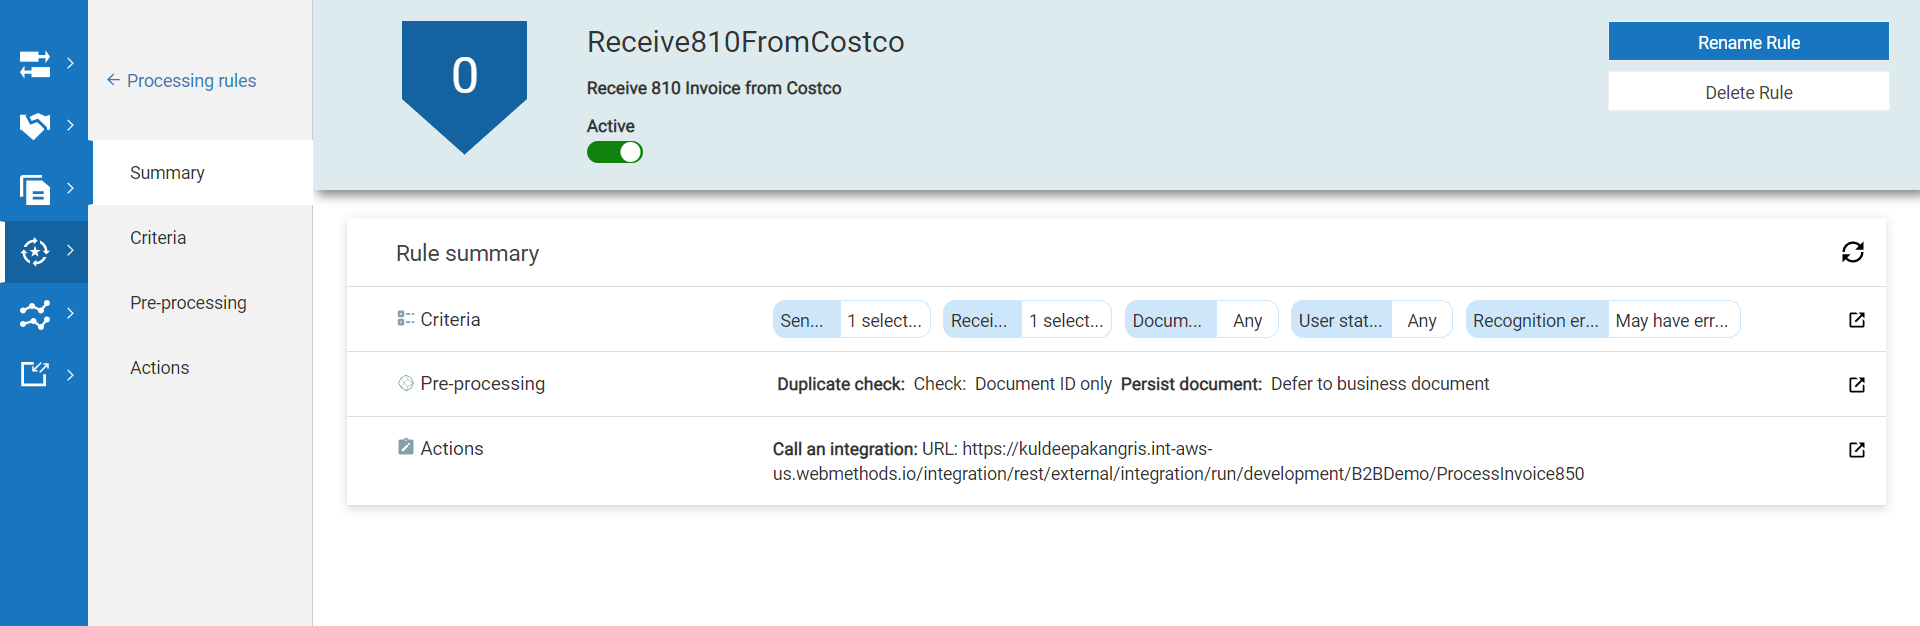 Processing rules
Summary
Criteria
Pre-processing
Actions
0
Receive810FromCostco
Receive 810 Invoice from Costco
Active
Rename Rule
Delete Rule
Rule summary
Criteria Sen... 1 select... Recei... 1 select... Docum... Any User stat... Any Recognition er... May have err...
Pre-processing Duplicate check: Check: Document ID only Persist document: Defer to business document
Actions Call an integration: URL: https://kuldeepakangris.int-aws-
us.webmethods.io/integration/rest/external/integration/run/development/B2BDemo/ProcessInvoice850